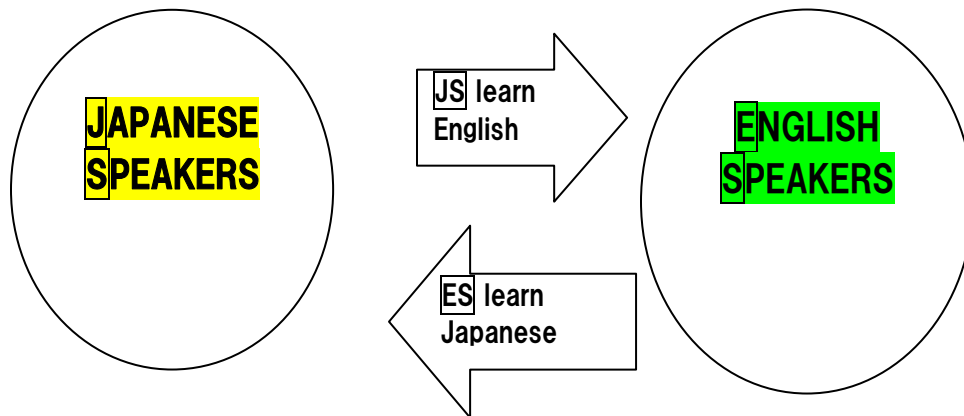 JAPANESE
SPEAKERS
JS learn
English
ENGLISH
SPEAKERS
ES learn
Japanese